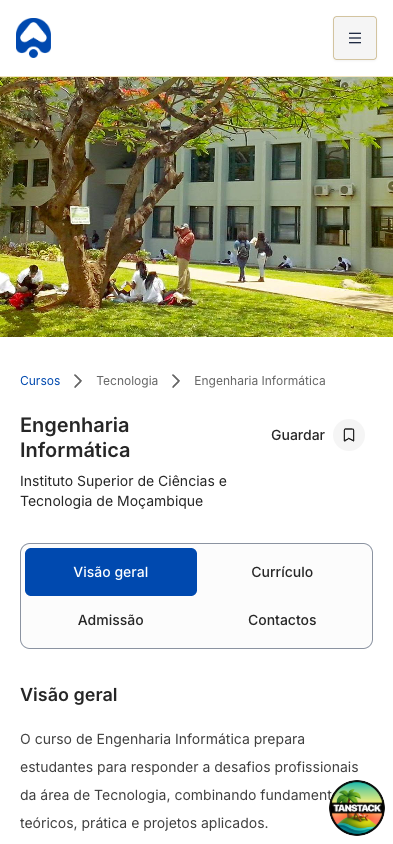 Cursos > Tecnologia > Engenharia Informática
Engenharia
Informática
Guardar
Instituto Superior de Ciências e
Tecnologia de Moçambique
Visão geral
Currículo
Admissão
Contactos
Visão geral
O curso de Engenharia Informática prepara
estudantes para responder a desafios profissionais
da área de Tecnologia, combinando
teóricos, prática e projetos aplicados.
TANSTACK